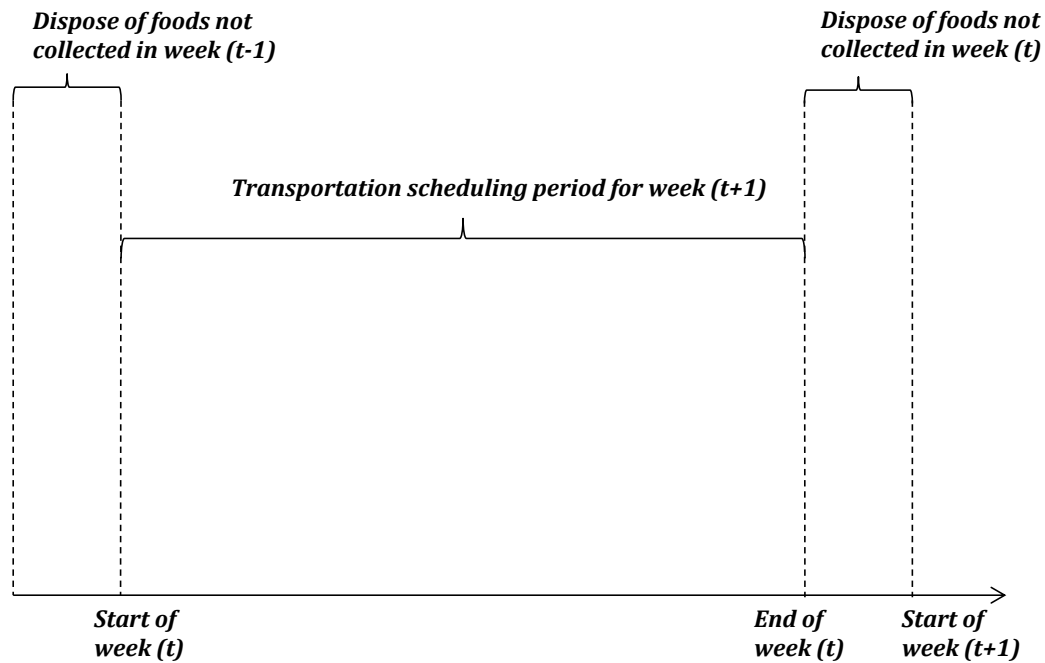 Dispose of foods not
collected in week (t-1)
Dispose of foods not
collected in week (t)
Transportation scheduling period for week (t+1)
Start of
week (t)
End of
week (t)
Start of
week (t+1)